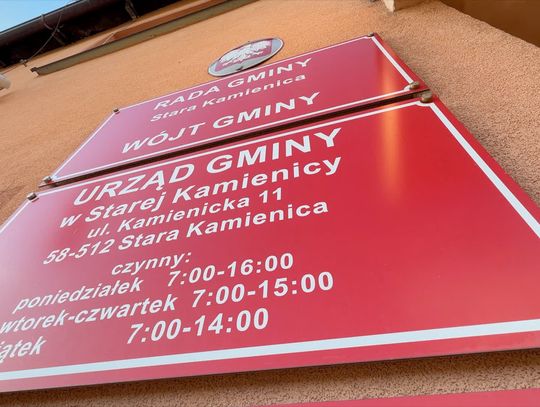 RADA GMINY
Stara Kamienica
WÓJT GMINY
URZĄD GMINY
w Starej Kamienicy
ul. Kamienicka 11
58-512 Stara Kamienica
czynny:
poniedziałek 7:00-16:00
wtorek-czwartek 7:00-15:00
7:00-14:00